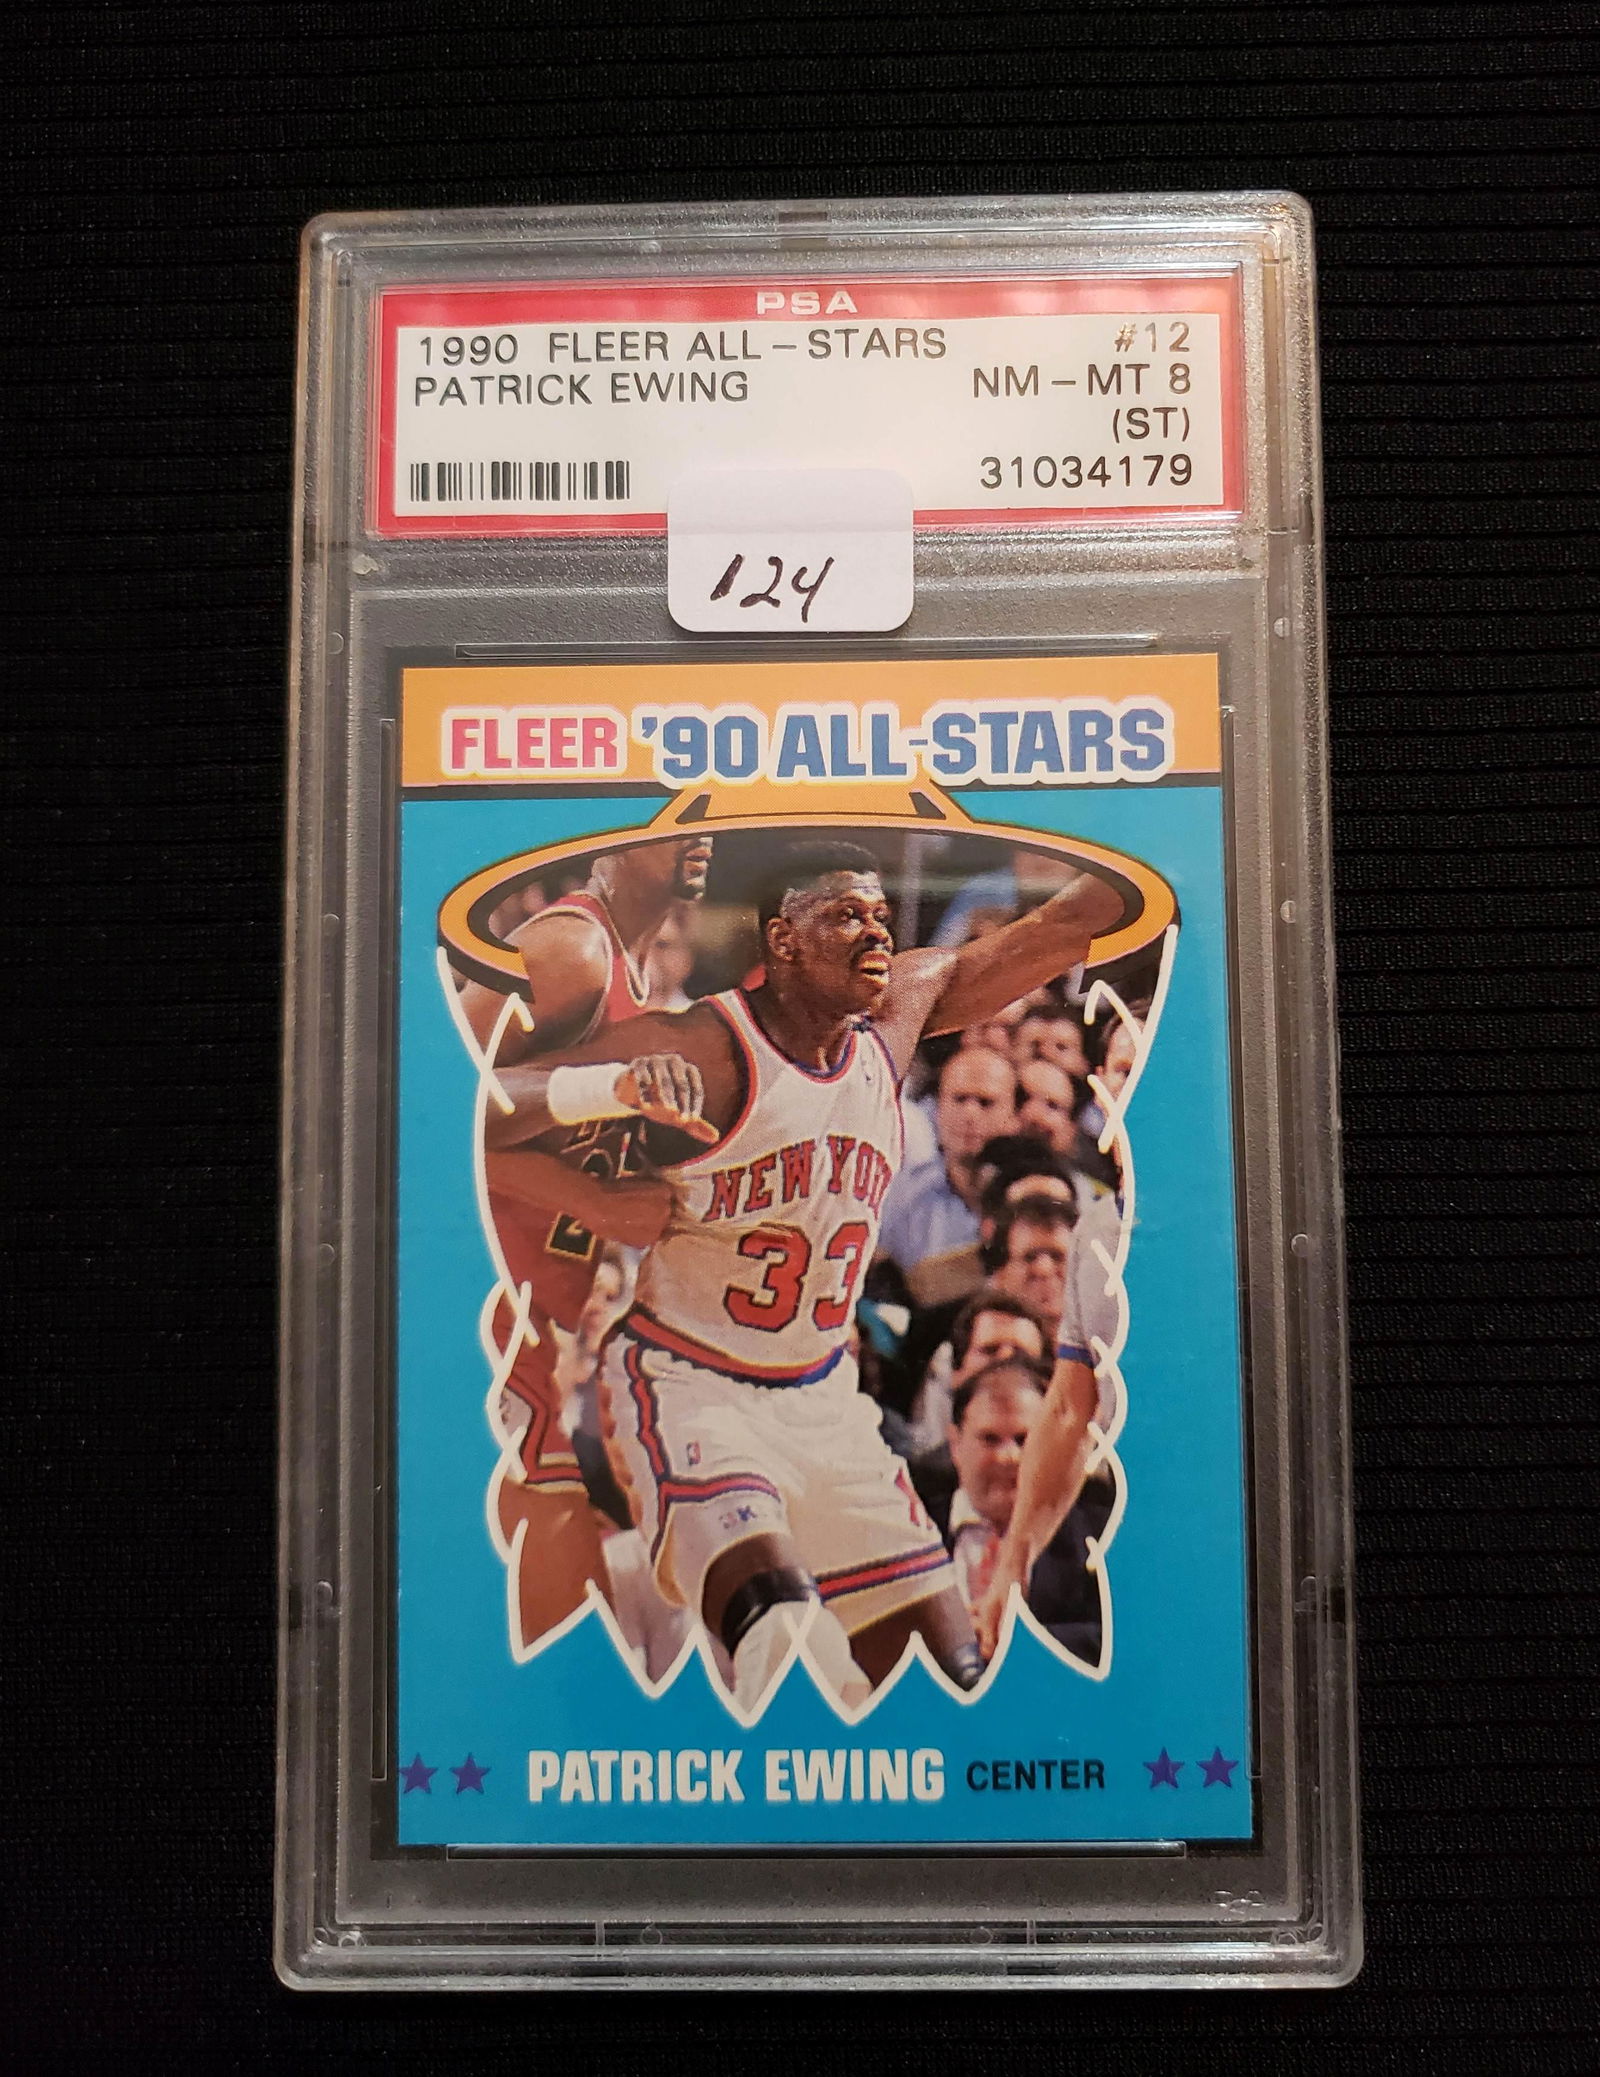 PSA
1990 FLEER ALL-STARS #12
PATRICK EWING NM-MT 8
(ST)
31034179
124
FLEER '90 ALL-STARS
NEW YO
33
PATRICK EWING CENTER